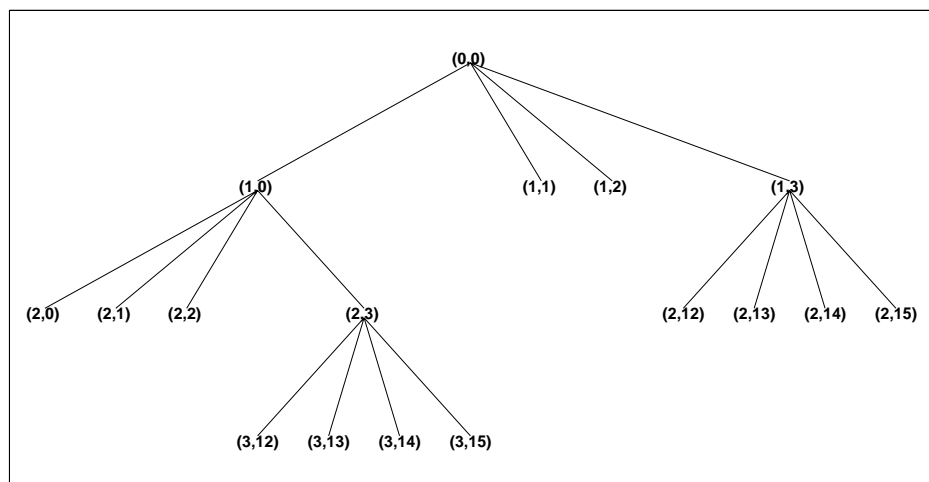 (0,0)
(1,0) (1,1) (1,2) (1,3)
(2,0) (2,1) (2,2) (2,3) (2,12) (2,13) (2,14) (2,15)
(3,12) (3,13) (3,14) (3,15)